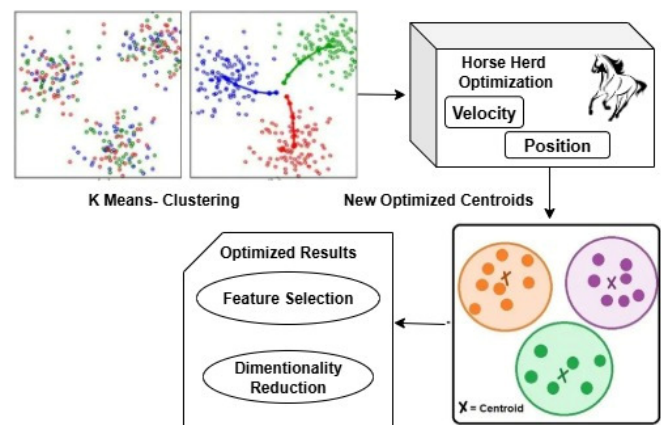 Horse Herd
Optimization
Velocity
Position
K Means- Clustering
New Optimized Centroids
Optimized Results
Feature Selection
Dimentionality
Reduction
X = Centroid